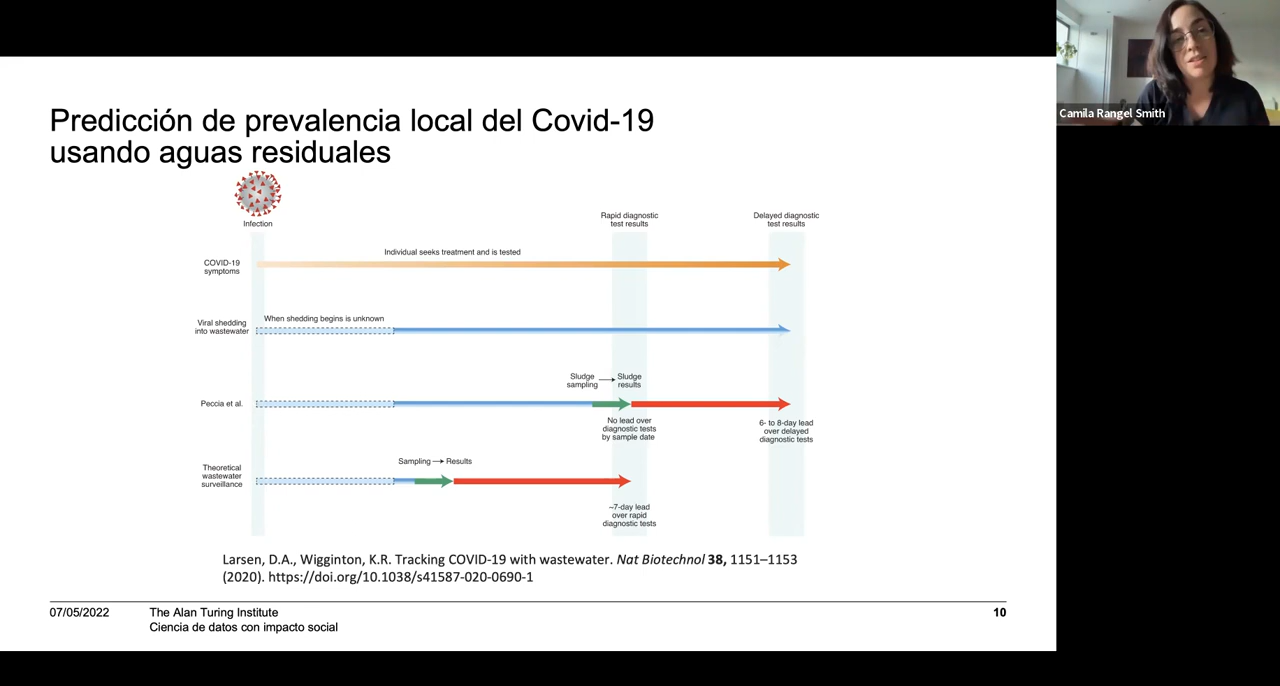 Predicción de prevalencia local del Covid-19
usando aguas residuales
Camila Rangel Smith
Infection
Rapid diagnostic
test results
Delayed diagnostic
test results
COVID-19
symptoms
Individual seeks treatment and is tested
Viral shedding
into wastewater
When shedding begins is unknown
Peccia et al.
Sludge
sampling
Sludge
results
No lead over
diagnostic tests
by sample date
6- to 8-day lead
over delayed
diagnostic tests
Theoretical
wastewater
surveillance
Sampling → Results
~7-day lead
over rapid
diagnostic tests
Larsen, D.A., Wigginton, K.R. Tracking COVID-19 with wastewater. Nat Biotechnol 38, 1151–1153
(2020). https://doi.org/10.1038/s41587-020-0690-1
07/05/2022
The Alan Turing Institute
Ciencia de datos con impacto social
10